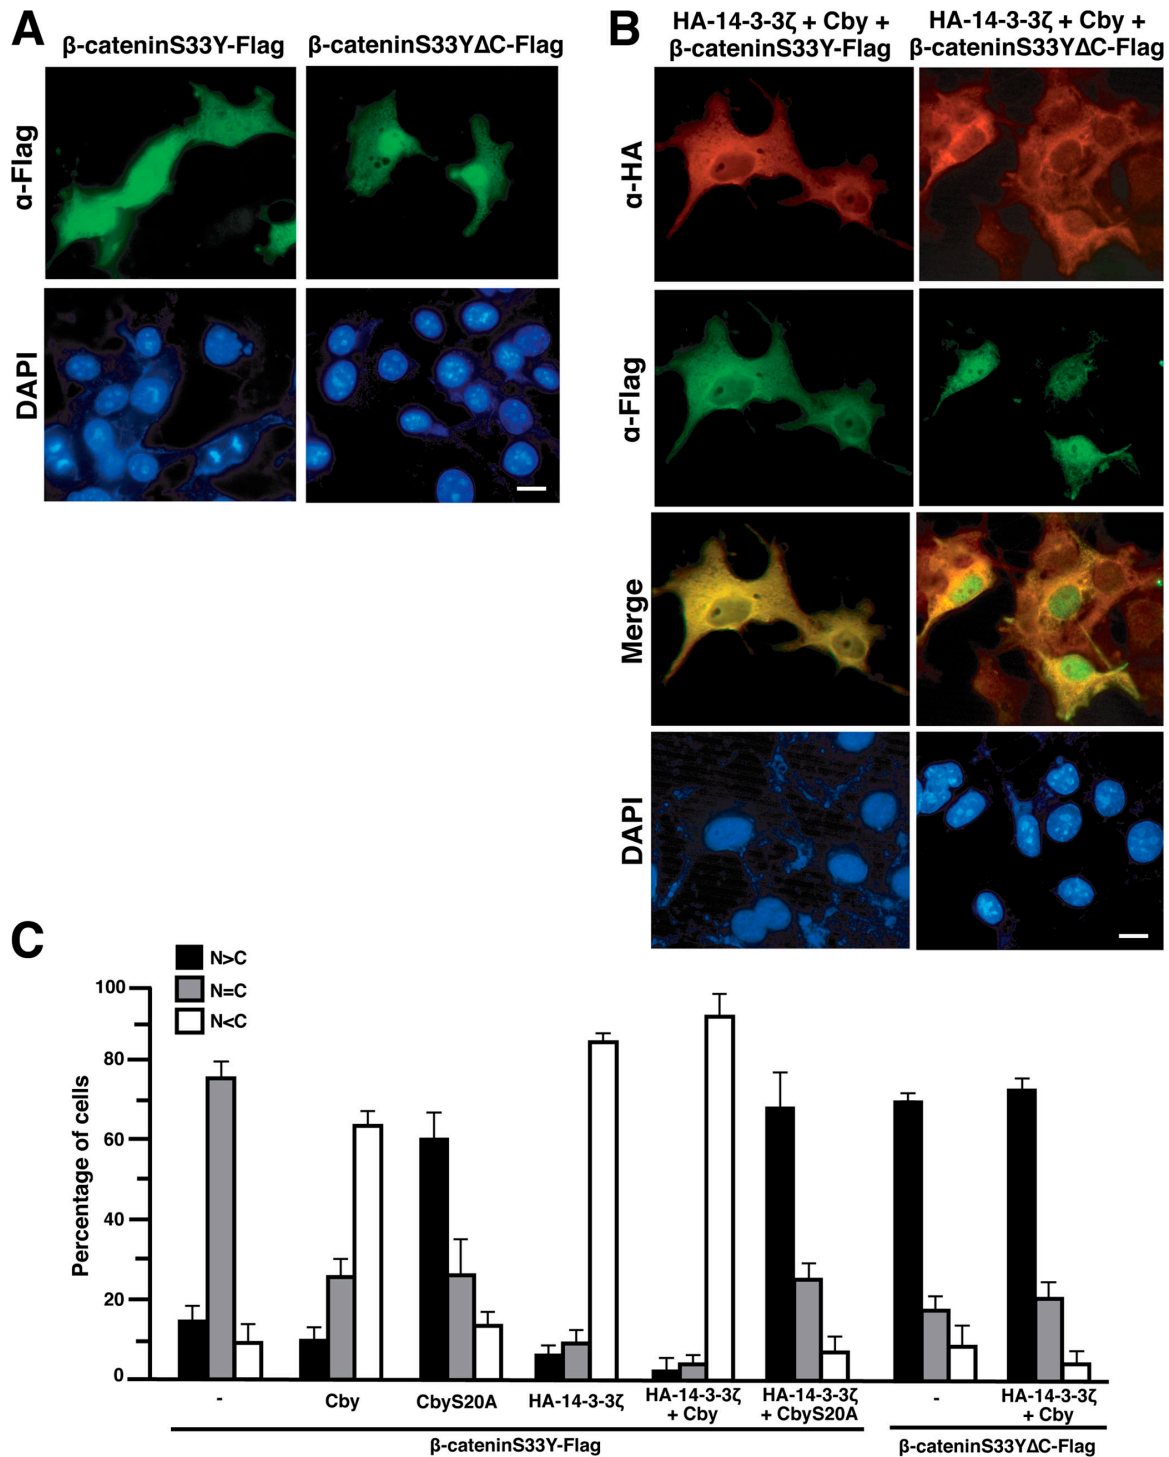 A
β-cateninS33Y-Flag
β-cateninS33YΔC-Flag
α-Flag
DAPI
B
HA-14-3-3ζ + Cby +
β-cateninS33Y-Flag
HA-14-3-3ζ + Cby +
β-cateninS33YΔC-Flag
α-HA
α-Flag
Merge
DAPI
C
N>C
N=C
N<C
Percentage of cells
100
80
60
40
20
0
-
Cby
CbyS20A
HA-14-3-3ζ
HA-14-3-3ζ
+ Cby
HA-14-3-3ζ
+ CbyS20A
-
HA-14-3-3ζ
+ Cby
β-cateninS33Y-Flag
β-cateninS33YΔC-Flag